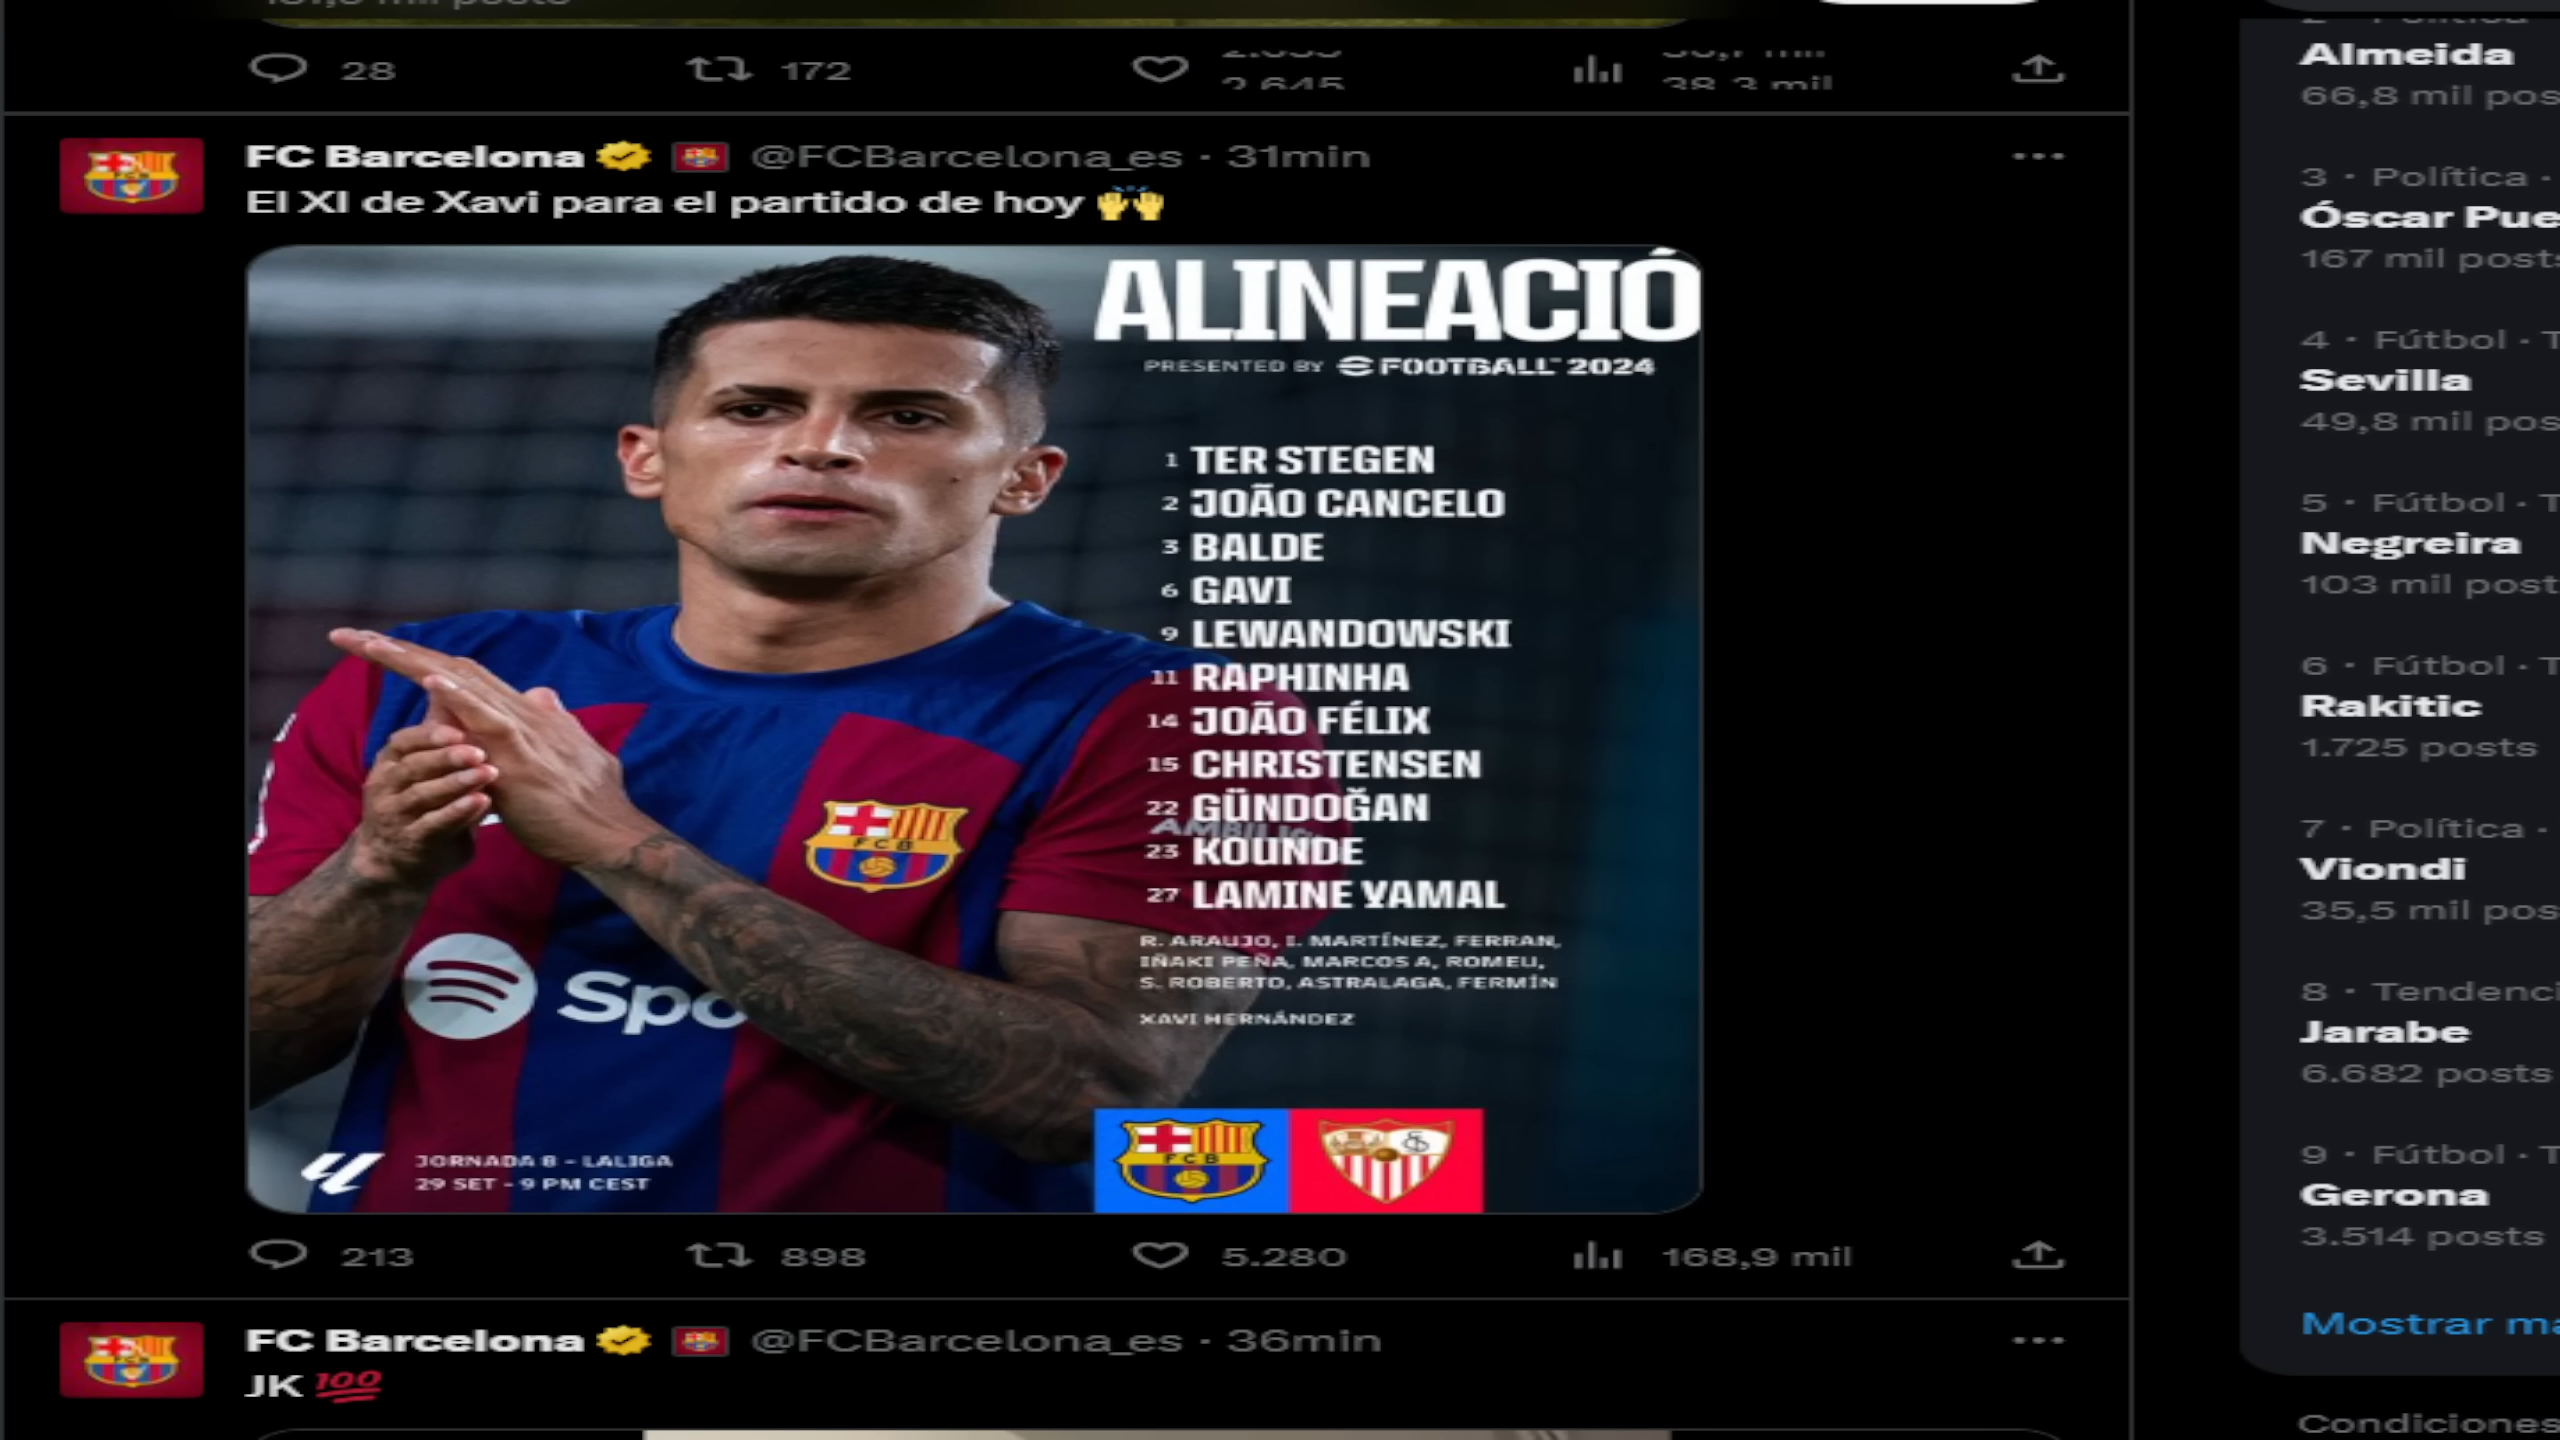 28
172
2.645
38,3 mil
FC Barcelona @FCBarcelona_es · 31min
El XI de Xavi para el partido de hoy 🙌
ALINEACIÓ
PRESENTED BY eFOOTBALL™ 2024
1 TER STEGEN
2 JOÃO CANCELO
3 BALDE
6 GAVI
9 LEWANDOWSKI
11 RAPHINHA
14 JOÃO FÉLIX
15 CHRISTENSEN
22 GÜNDOĞAN
23 KOUNDE
27 LAMINE YAMAL
R. ARAUJO, I. MARTÍNEZ, FERRAN,
IÑAKI PEÑA, MARCOS A, ROMEU,
S. ROBERTO, ASTRALAGA, FERMÍN
XAVI HERNÁNDEZ
FCB
Spo
JORNADA 8 - LALIGA
29 SET - 9 PM CEST
FCB
213
898
5.280
168,9 mil
FC Barcelona @FCBarcelona_es · 36min
JK 💯
Almeida
66,8 mil pos
3 · Política ·
Óscar Pue
167 mil posts
4 · Fútbol · T
Sevilla
49,8 mil pos
5 · Fútbol · T
Negreira
103 mil post
6 · Fútbol · T
Rakitic
1.725 posts
7 · Política ·
Viondi
35,5 mil pos
8 · Tendenci
Jarabe
6.682 posts
9 · Fútbol · T
Gerona
3.514 posts
Mostrar má
Condiciones